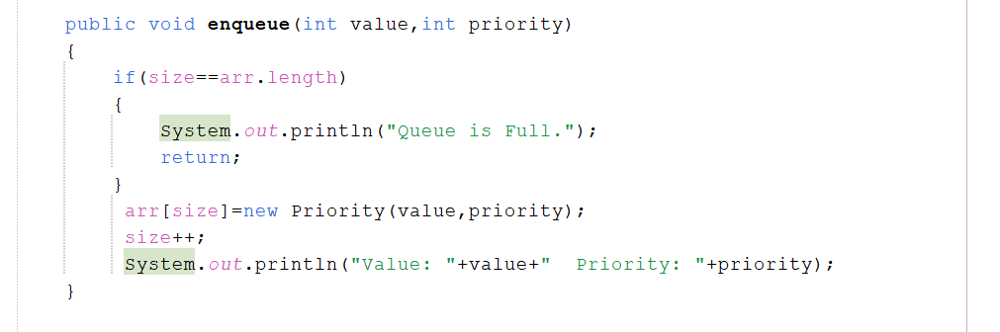 public void enqueue(int value,int priority)
{
if(size==arr.length)
{
System.out.println("Queue is Full.");
return;
}
arr[size]=new Priority(value,priority);
size++;
System.out.println("Value: "+value+"  Priority: "+priority);
}